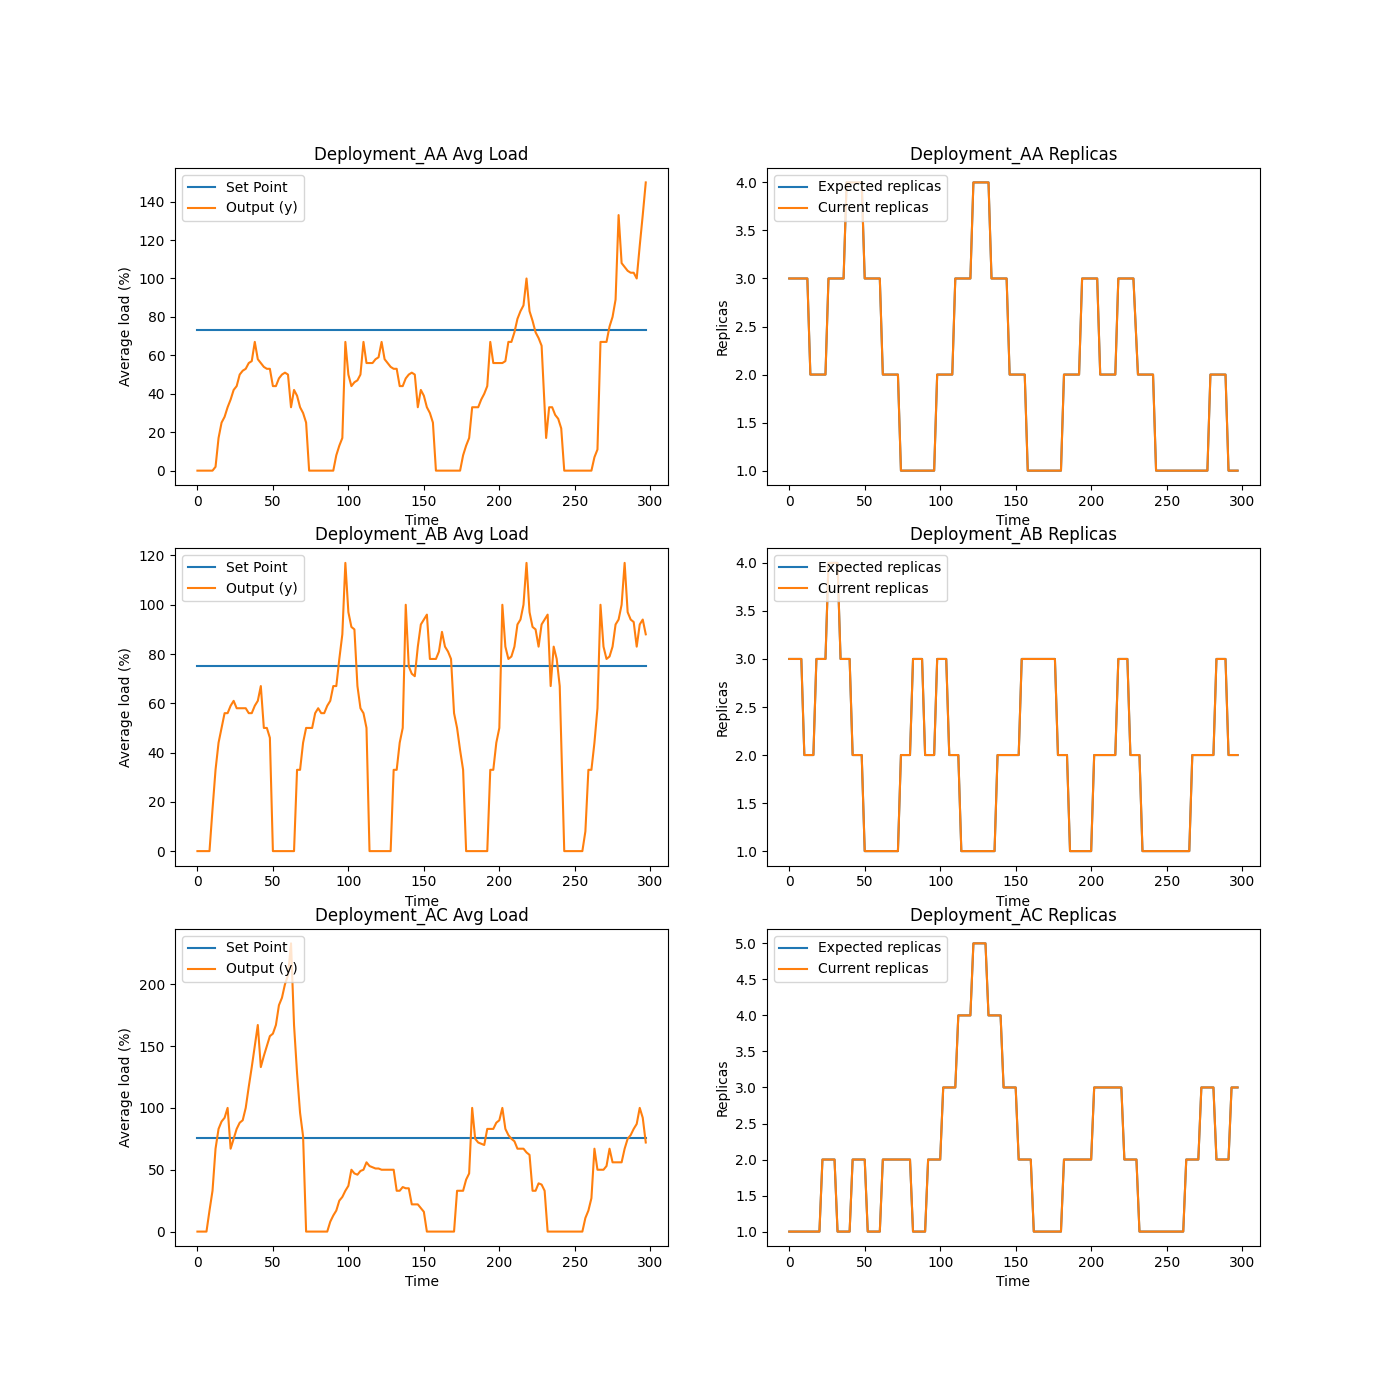 Deployment_AA Avg Load
Set Point
Output (y)
Average load (%)
140
120
100
80
60
40
20
0
0 50 100 150 200 250 300
Time
Deployment_AA Replicas
Expected replicas
Current replicas
Replicas
4.0
3.5
3.0
2.5
2.0
1.5
1.0
0 50 100 150 200 250 300
Time
Deployment_AB Avg Load
Set Point
Output (y)
Average load (%)
120
100
80
60
40
20
0
0 50 100 150 200 250 300
Time
Deployment_AB Replicas
Expected replicas
Current replicas
Replicas
4.0
3.5
3.0
2.5
2.0
1.5
1.0
0 50 100 150 200 250 300
Time
Deployment_AC Avg Load
Set Point
Output (y)
Average load (%)
200
150
100
50
0
0 50 100 150 200 250 300
Time
Deployment_AC Replicas
Expected replicas
Current replicas
Replicas
5.0
4.5
4.0
3.5
3.0
2.5
2.0
1.5
1.0
0 50 100 150 200 250 300
Time